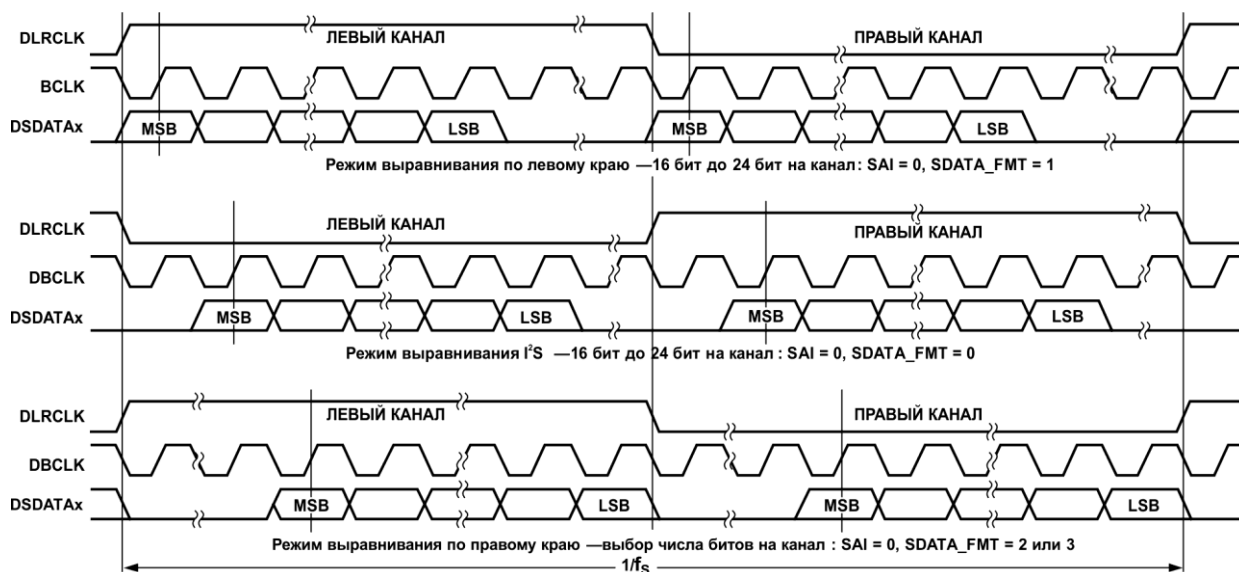 DLRCLK ЛЕВЫЙ КАНАЛ ПРАВЫЙ КАНАЛ
BCLK
DSDATAx MSB LSB MSB LSB
Режим выравнивания по левому краю —16 бит до 24 бит на канал: SAI = 0, SDATA_FMT = 1
DLRCLK ЛЕВЫЙ КАНАЛ ПРАВЫЙ КАНАЛ
DBCLK
DSDATAx MSB LSB MSB LSB
Режим выравнивания I²S —16 бит до 24 бит на канал : SAI = 0, SDATA_FMT = 0
DLRCLK ЛЕВЫЙ КАНАЛ ПРАВЫЙ КАНАЛ
DBCLK
DSDATAx MSB LSB MSB LSB
Режим выравнивания по правому краю —выбор числа битов на канал : SAI = 0, SDATA_FMT = 2 или 3
1/fs